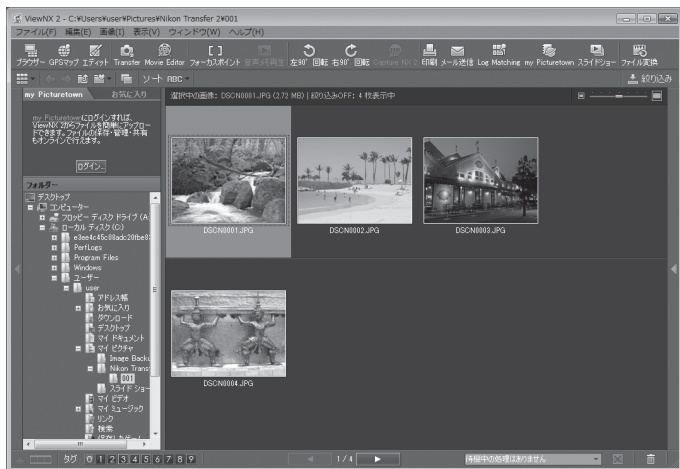 ViewNX 2 - C:¥Users¥user¥Pictures¥Nikon Transfer 2¥001
ファイル(F) 編集(E) 画像(I) 表示(V) ウィンドウ(W) ヘルプ(H)
ブラウザー GPSマップ エディット Transfer Movie Editor フォーカスポイント 音声メモ再生 左90° 回転 右90° 回転 Capture NX 2 印刷 メール送信 Log Matching my Picturetown スライドショー ファイル変換
ソート ABC 絞り込み
my Picturetown お気に入り 選択中の画像: DSCN0001.JPG (2.72 MB) | 絞り込みOFF: 4 枚表示中
my Picturetownにログインすれば、
ViewNX 2からファイルを簡単にアップロー
ドできます。ファイルの保存・管理・共有
もオンラインで行えます。
ログイン...
フォルダー
デスクトップ
コンピューター
フロッピー ディスク ドライブ (A
ローカル ディスク (C:)
PerfLogs
Program Files
Windows
ユーザー
user
アドレス帳
お気に入り
ダウンロード
デスクトップ
マイ ドキュメント
マイ ピクチャ
Image Backu
Nikon Trans
001
スライド ショー
マイ ビデオ
マイ ミュージック
リンク
検索
DSCN0001.JPG DSCN0002.JPG DSCN0003.JPG
DSCN0004.JPG
タグ 0 1 2 3 4 5 6 7 8 9 1 / 4 待機中の処理はありません